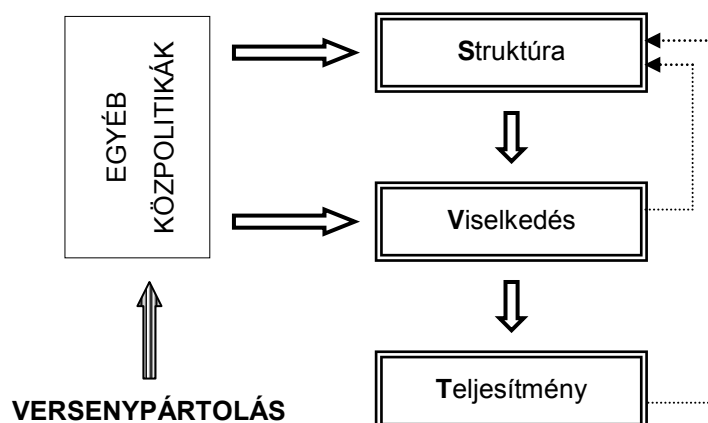 EGYÉB
KÖZPOLITIKÁK
Struktúra
Viselkedés
Teljesítmény
VERSENYPÁRTOLÁS